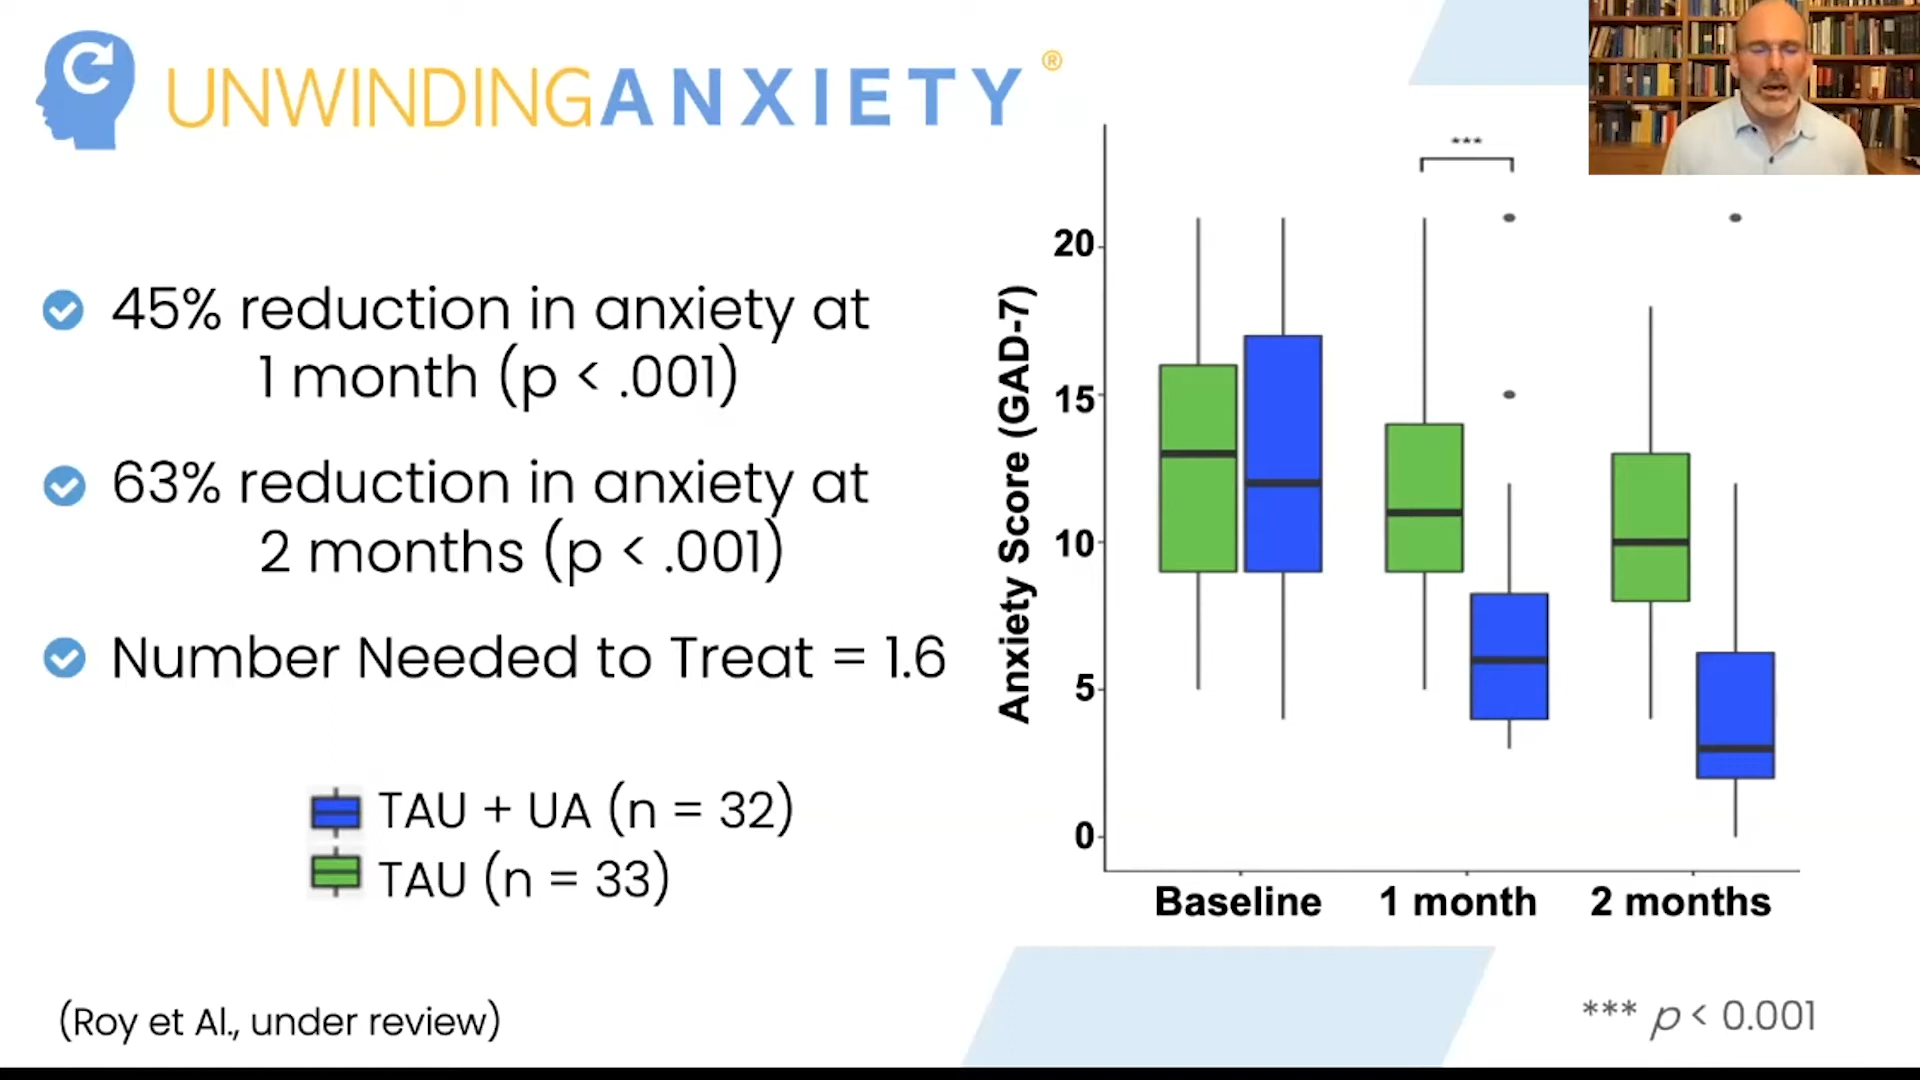 UNWINDINGANXIETY®
45% reduction in anxiety at
1 month (p < .001)
63% reduction in anxiety at
2 months (p < .001)
Number Needed to Treat = 1.6
TAU + UA (n = 32)
TAU (n = 33)
(Roy et Al., under review)
***
Anxiety Score (GAD-7)
20
15
10
5
0
Baseline
1 month
2 months
*** p < 0.001